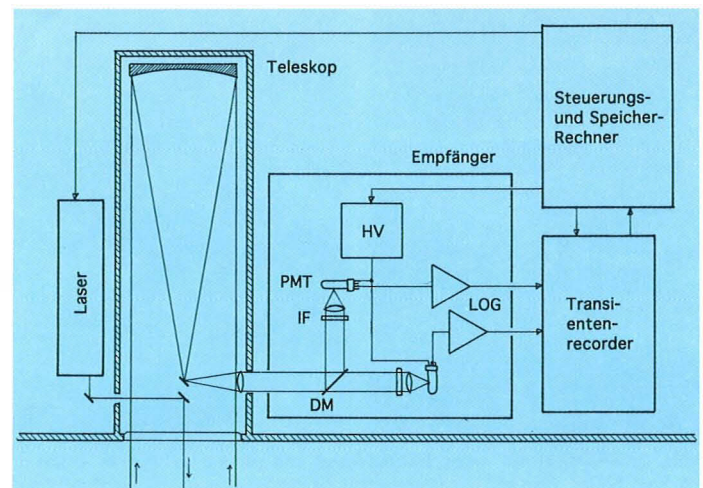 Teleskop
Steuerungs-
und Speicher-
Rechner
Empfänger
HV
Laser
PMT
LOG
IF
Transi-
enten-
recorder
DM